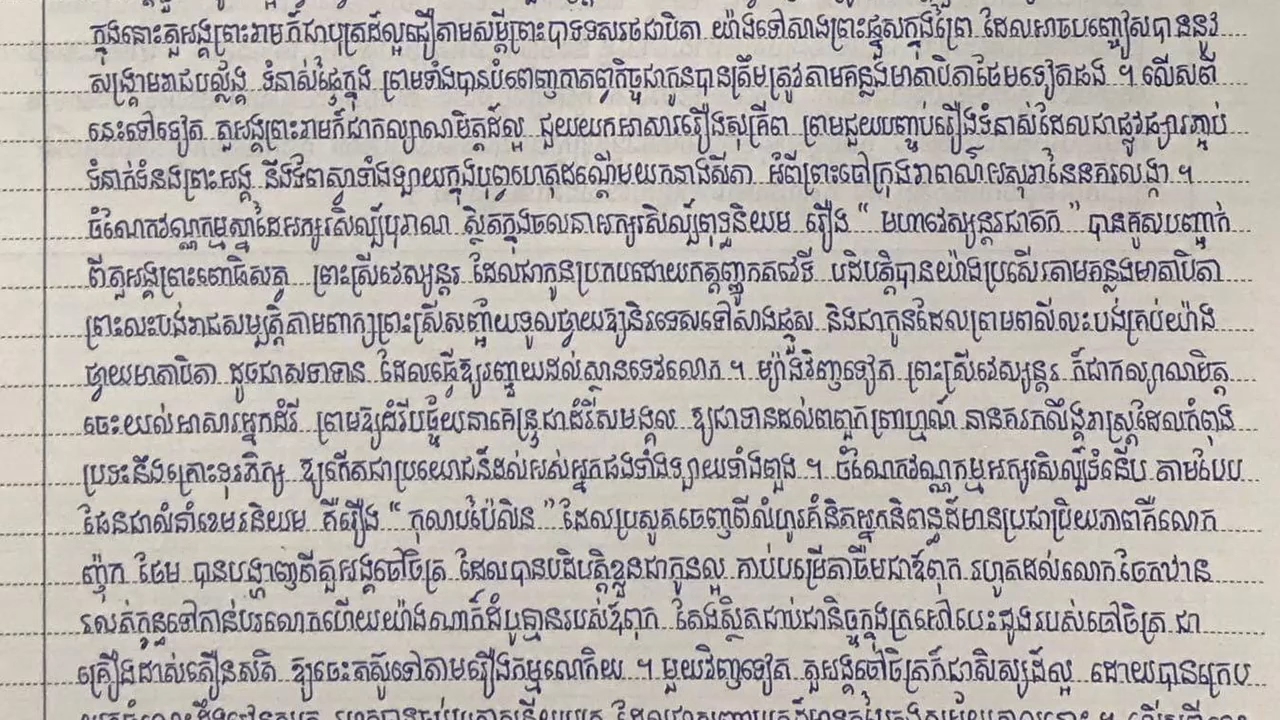 ក្នុងនោះតួអង្គព្រះរាមក៏ជាបុត្រដ៏ល្អជឿតាមសម្ដីព្រះបាទទសរថជាបិតា យ៉ាងទៅសាងព្រះផ្នួសក្នុងព្រៃ ដែលអាចបញ្ចៀសបាននូវ
សង្គ្រាមរាជបល្ល័ង្គ ទំនាស់ផ្ទៃក្នុង ព្រមទាំងបានបំពេញកាតព្វកិច្ចជាកូនបានត្រឹមត្រូវតាមគន្លងមាតាបិតាថែមទៀតផង ។ លើសពី
នេះទៅទៀត តួអង្គព្រះរាមក៏ជាកល្យាណមិត្តដ៏ល្អ ជួយយកអាសាររឿងសុគ្រីព ព្រមជួយបញ្ចប់រឿងទំនាស់ដែលជាផ្លូវផ្សារភ្ជាប់
ទំនាក់ទំនងព្រះអង្គ នឹងទ័ពស្វាទាំងឡាយក្នុងបុព្វហេតុដណ្ដើមយកនាងសីតា អំពីព្រះចៅក្រុងរាពណ៍អសុរានៃនគរលង្កា ។
ចំណែកវណ្ណកម្មស្នាដៃអក្សរសិល្ប៍បុរាណ ស្ថិតក្នុងចលនាអក្សរសិល្ប៍ពុទ្ធនិយម រឿង “ មហាវេស្សន្តរជាតក ” បានគូសបញ្ជាក់
ពីតួអង្គព្រះពោធិសត្វ ព្រះស្រីវេស្សន្តរ ដែលជាកូនប្រកបដោយកត្តញ្ញូកតវេទី បដិបត្តិបានយ៉ាងប្រសើរតាមគន្លងមាតាបិតា
ព្រះលះបង់រាជសម្បត្តិតាមពាក្យព្រះស្រីសញ្ជ័យទូលថ្វាយឱ្យនិរទេសទៅសាងផ្នួស និងជាកូនដែលព្រមពលីលះបង់គ្រប់យ៉ាង
ថ្វាយមាតាបិតា ដូចជាសទាទាន ដែលធ្វើឱ្យរញ្ជួយដល់ឋានទេវលោក ។ ម៉្យាងវិញទៀត ព្រះស្រីវេស្សន្តរ ក៏ជាកល្យាណមិត្ត
ចេះយល់អាសារអ្នកដំរី ព្រមឱ្យដំរីបច្ច័យនាគេន្ទ្រជាដំរីសមង្គល ឱ្យជាទានដល់ពពួកព្រាហ្មណ៍ នានគរកលឹង្គរាស្ត្រដែលកំពុង
ប្រទះនឹងគ្រោះទុរភិក្ស ឱ្យកើតជាប្រយោជន៍ដល់អស់អ្នកផងទាំងឡាយទាំងពួង ។ ចំណែកវណ្ណកម្មអក្សរសិល្ប៍ទំនើប តាមបែប
ផែនជាសំនាំខេមរនិយម គឺរឿង “ កុលាបប៉ៃលិន ” ដែលប្រសូតចេញពីលំហូរគំនិតអ្នកនិពន្ធដ៏មានប្រជាប្រិយភាពគឺលោក
ញ៉ុក ថែម បានបង្ហាញពីតួអង្គចៅចិត្រ ដែលបានបដិបត្តិខ្លួនជាកូនល្អ គាប់បម្រើតាធឹមជាឪពុក រហូតដល់លោកចែកឋាន
រលត់ខ្លួនទៅកាន់បរលោកហើយយ៉ាងណាក៏ដំបូន្មានរបស់ឪពុក តែងស្ថិតជាប់ជានិច្ចក្នុងក្រអៅបេះដូងរបស់ចៅចិត្រ ជា
គ្រឿងដាស់តឿនសតិ ឱ្យចេះតស៊ូទៅតាមរឿងកម្មលោកិយ ។ មួយវិញទៀត តួអង្គចៅចិត្រក៏ជាសិស្សដ៏ល្អ ដោយបានក្រេប